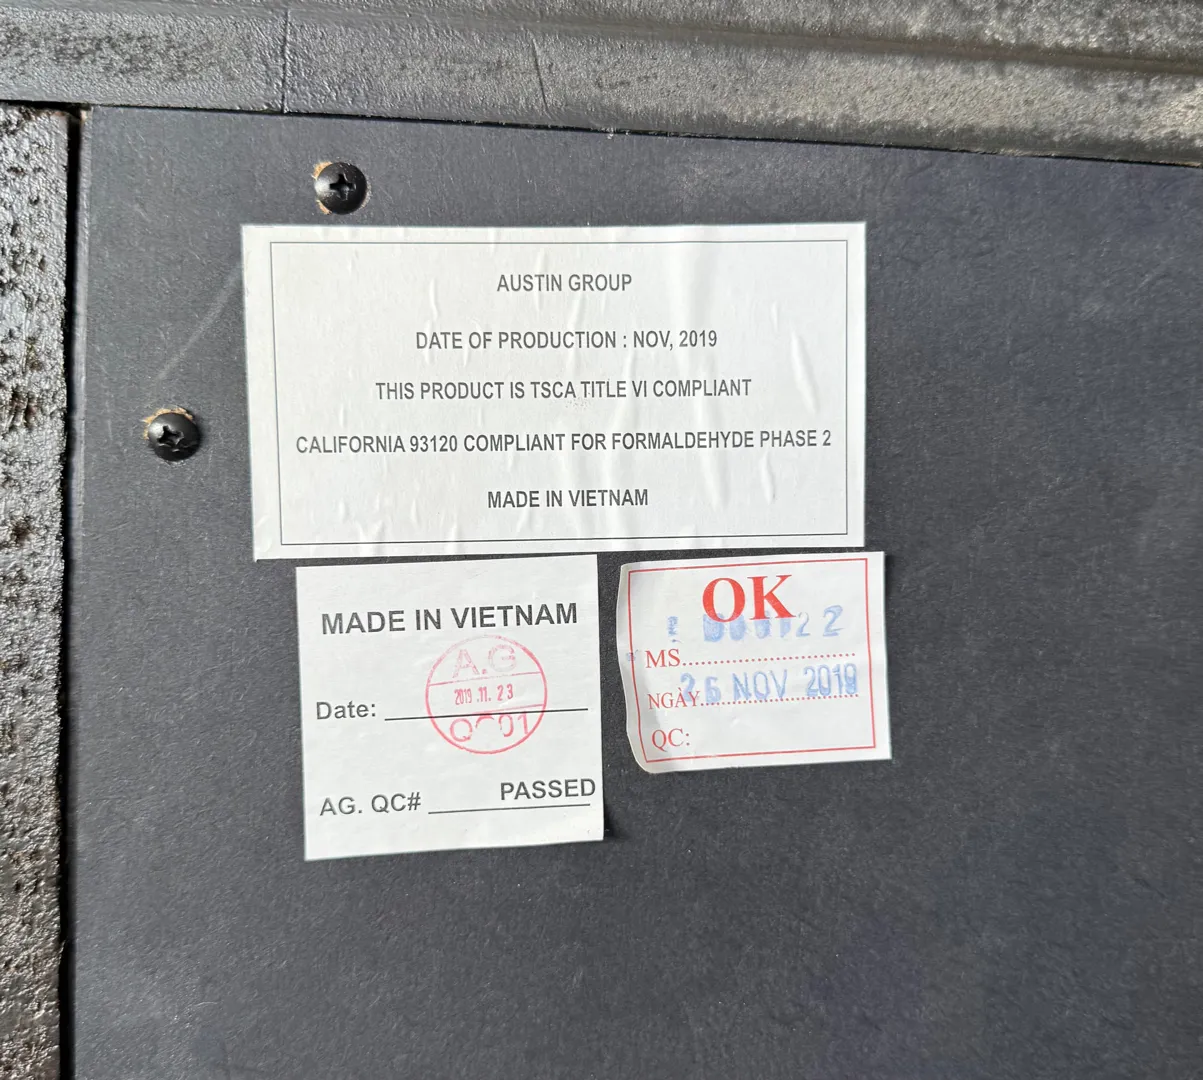 AUSTIN GROUP
DATE OF PRODUCTION : NOV, 2019
THIS PRODUCT IS TSCA TITLE VI COMPLIANT
CALIFORNIA 93120 COMPLIANT FOR FORMALDEHYDE PHASE 2
MADE IN VIETNAM
MADE IN VIETNAM
A.G
2019.11.23
Date:
AG. QC# PASSED
OK
MS
NGÀY 26 NOV 2019
QC: